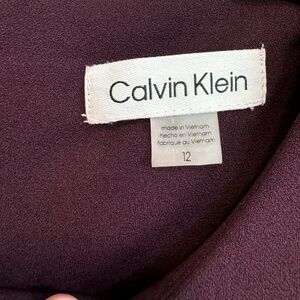 Calvin Klein
made in Vietnam
hecho en Vietnam
fabriqué au Vietnam
12